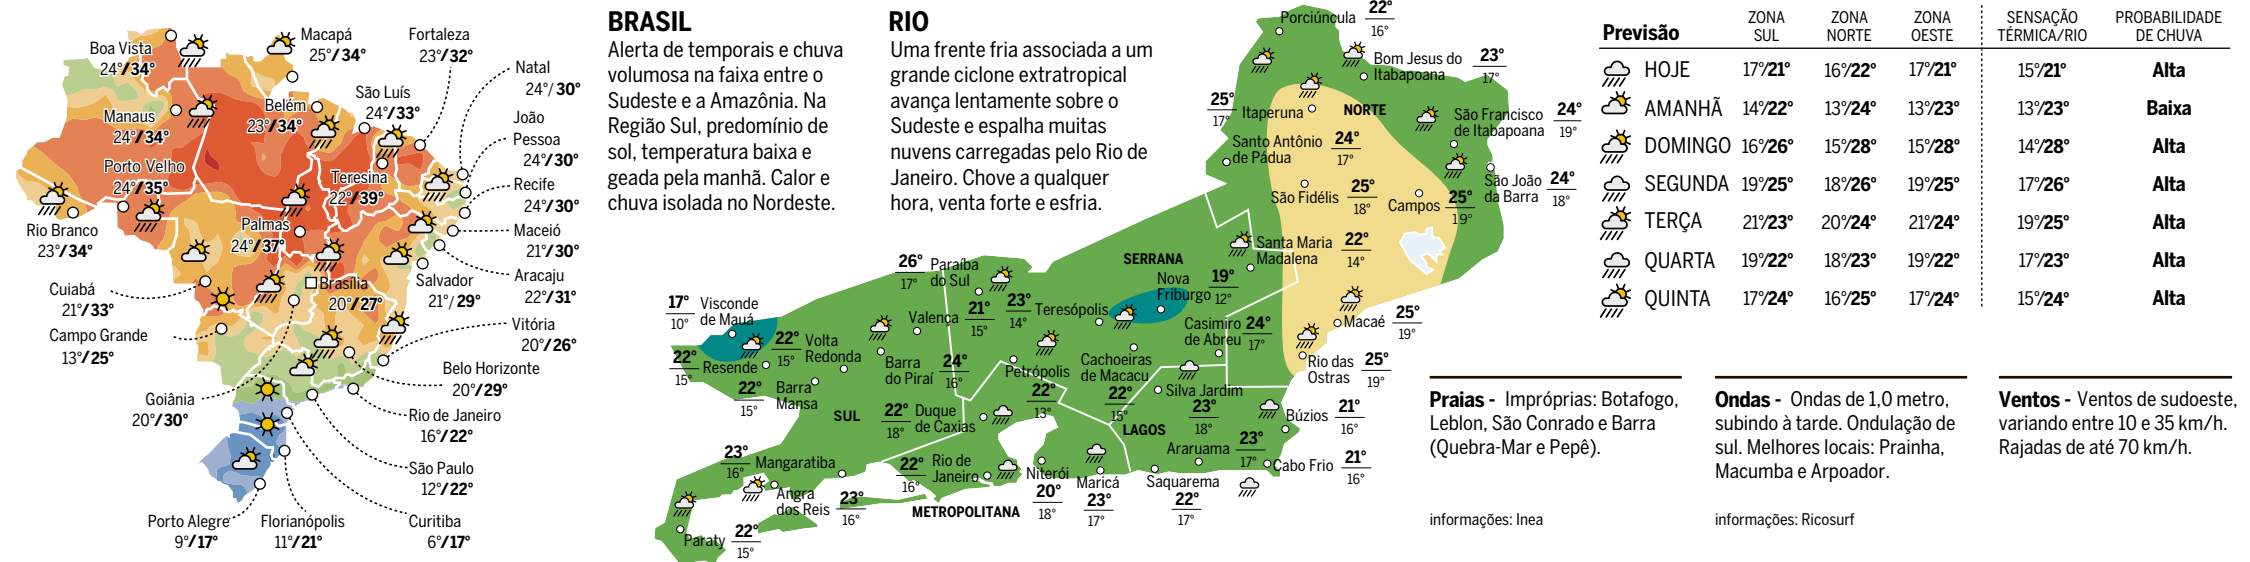 Boa Vista
24°/34°
Macapá
25°/34°
Fortaleza
23°/32°
Natal
24°/30°
João
Pessoa
24°/30°
Recife
24°/30°
Maceió
21°/30°
Aracaju
22°/31°
Manaus
24°/34°
Belém
23°/34°
São Luís
24°/33°
Porto Velho
24°/35°
Teresina
22°/39°
Rio Branco
23°/34°
Palmas
24°/37°
Cuiabá
21°/33°
Brasília
20°/27°
Salvador
21°/29°
Campo Grande
13°/25°
Vitória
20°/26°
Belo Horizonte
20°/29°
Goiânia
20°/30°
Rio de Janeiro
16°/22°
São Paulo
12°/22°
Porto Alegre
9°/17°
Florianópolis
11°/21°
Curitiba
6°/17°
BRASIL
Alerta de temporais e chuva
volumosa na faixa entre o
Sudeste e a Amazônia. Na
Região Sul, predomínio de
sol, temperatura baixa e
geada pela manhã. Calor e
chuva isolada no Nordeste.
RIO
Uma frente fria associada a um
grande ciclone extratropical
avança lentamente sobre o
Sudeste e espalha muitas
nuvens carregadas pelo Rio de
Janeiro. Chove a qualquer
hora, venta forte e esfria.
Porciúncula 22°
16°
Bom Jesus do
Itabapoana 23°
17°
25°
17° Itaperuna
NORTE
São Francisco
de Itabapoana 24°
19°
Santo Antônio
de Pádua 24°
17°
São Fidélis 25°
18°
Campos 25°
19°
São João
da Barra 24°
18°
Santa Maria
Madalena 22°
14°
SERRANA
Nova
Friburgo 19°
12°
26°
17° Paraíba
do Sul
17°
10° Visconde
de Mauá
Valença 21°
15°
23°
14° Teresópolis
Casimiro
de Abreu 24°
17°
Macaé 25°
19°
22°
15° Volta
Redonda
22°
15° Resende
Barra
do Piraí 24°
16°
Petrópolis
22°
13°
Cachoeiras
de Macacu
22°
15°
Rio das
Ostras 25°
19°
22°
15° Barra
Mansa
SUL
22°
18° Duque
de Caxias
Silva Jardim
23°
18°
LAGOS
Búzios 21°
16°
Araruama 23°
17°
Cabo Frio 21°
16°
23°
16° Mangaratiba
22°
16° Rio de
Janeiro
Niterói
20°
18°
Maricá
23°
17°
Saquarema
22°
17°
Angra
dos Reis 23°
16°
METROPOLITANA
Paraty 22°
15°
Previsão ZONA SUL ZONA NORTE ZONA OESTE SENSAÇÃO TÉRMICA/RIO PROBABILIDADE DE CHUVA
HOJE 17°/21° 16°/22° 17°/21° 15°/21° Alta
AMANHÃ 14°/22° 13°/24° 13°/23° 13°/23° Baixa
DOMINGO 16°/26° 15°/28° 15°/28° 14°/28° Alta
SEGUNDA 19°/25° 18°/26° 19°/25° 17°/26° Alta
TERÇA 21°/23° 20°/24° 21°/24° 19°/25° Alta
QUARTA 19°/22° 18°/23° 19°/22° 17°/23° Alta
QUINTA 17°/24° 16°/25° 17°/24° 15°/24° Alta
Praias - Impróprias: Botafogo,
Leblon, São Conrado e Barra
(Quebra-Mar e Pepê).
informações: Inea
Ondas - Ondas de 1,0 metro,
subindo à tarde. Ondulação de
sul. Melhores locais: Prainha,
Macumba e Arpoador.
informações: Ricosurf
Ventos - Ventos de sudoeste,
variando entre 10 e 35 km/h.
Rajadas de até 70 km/h.